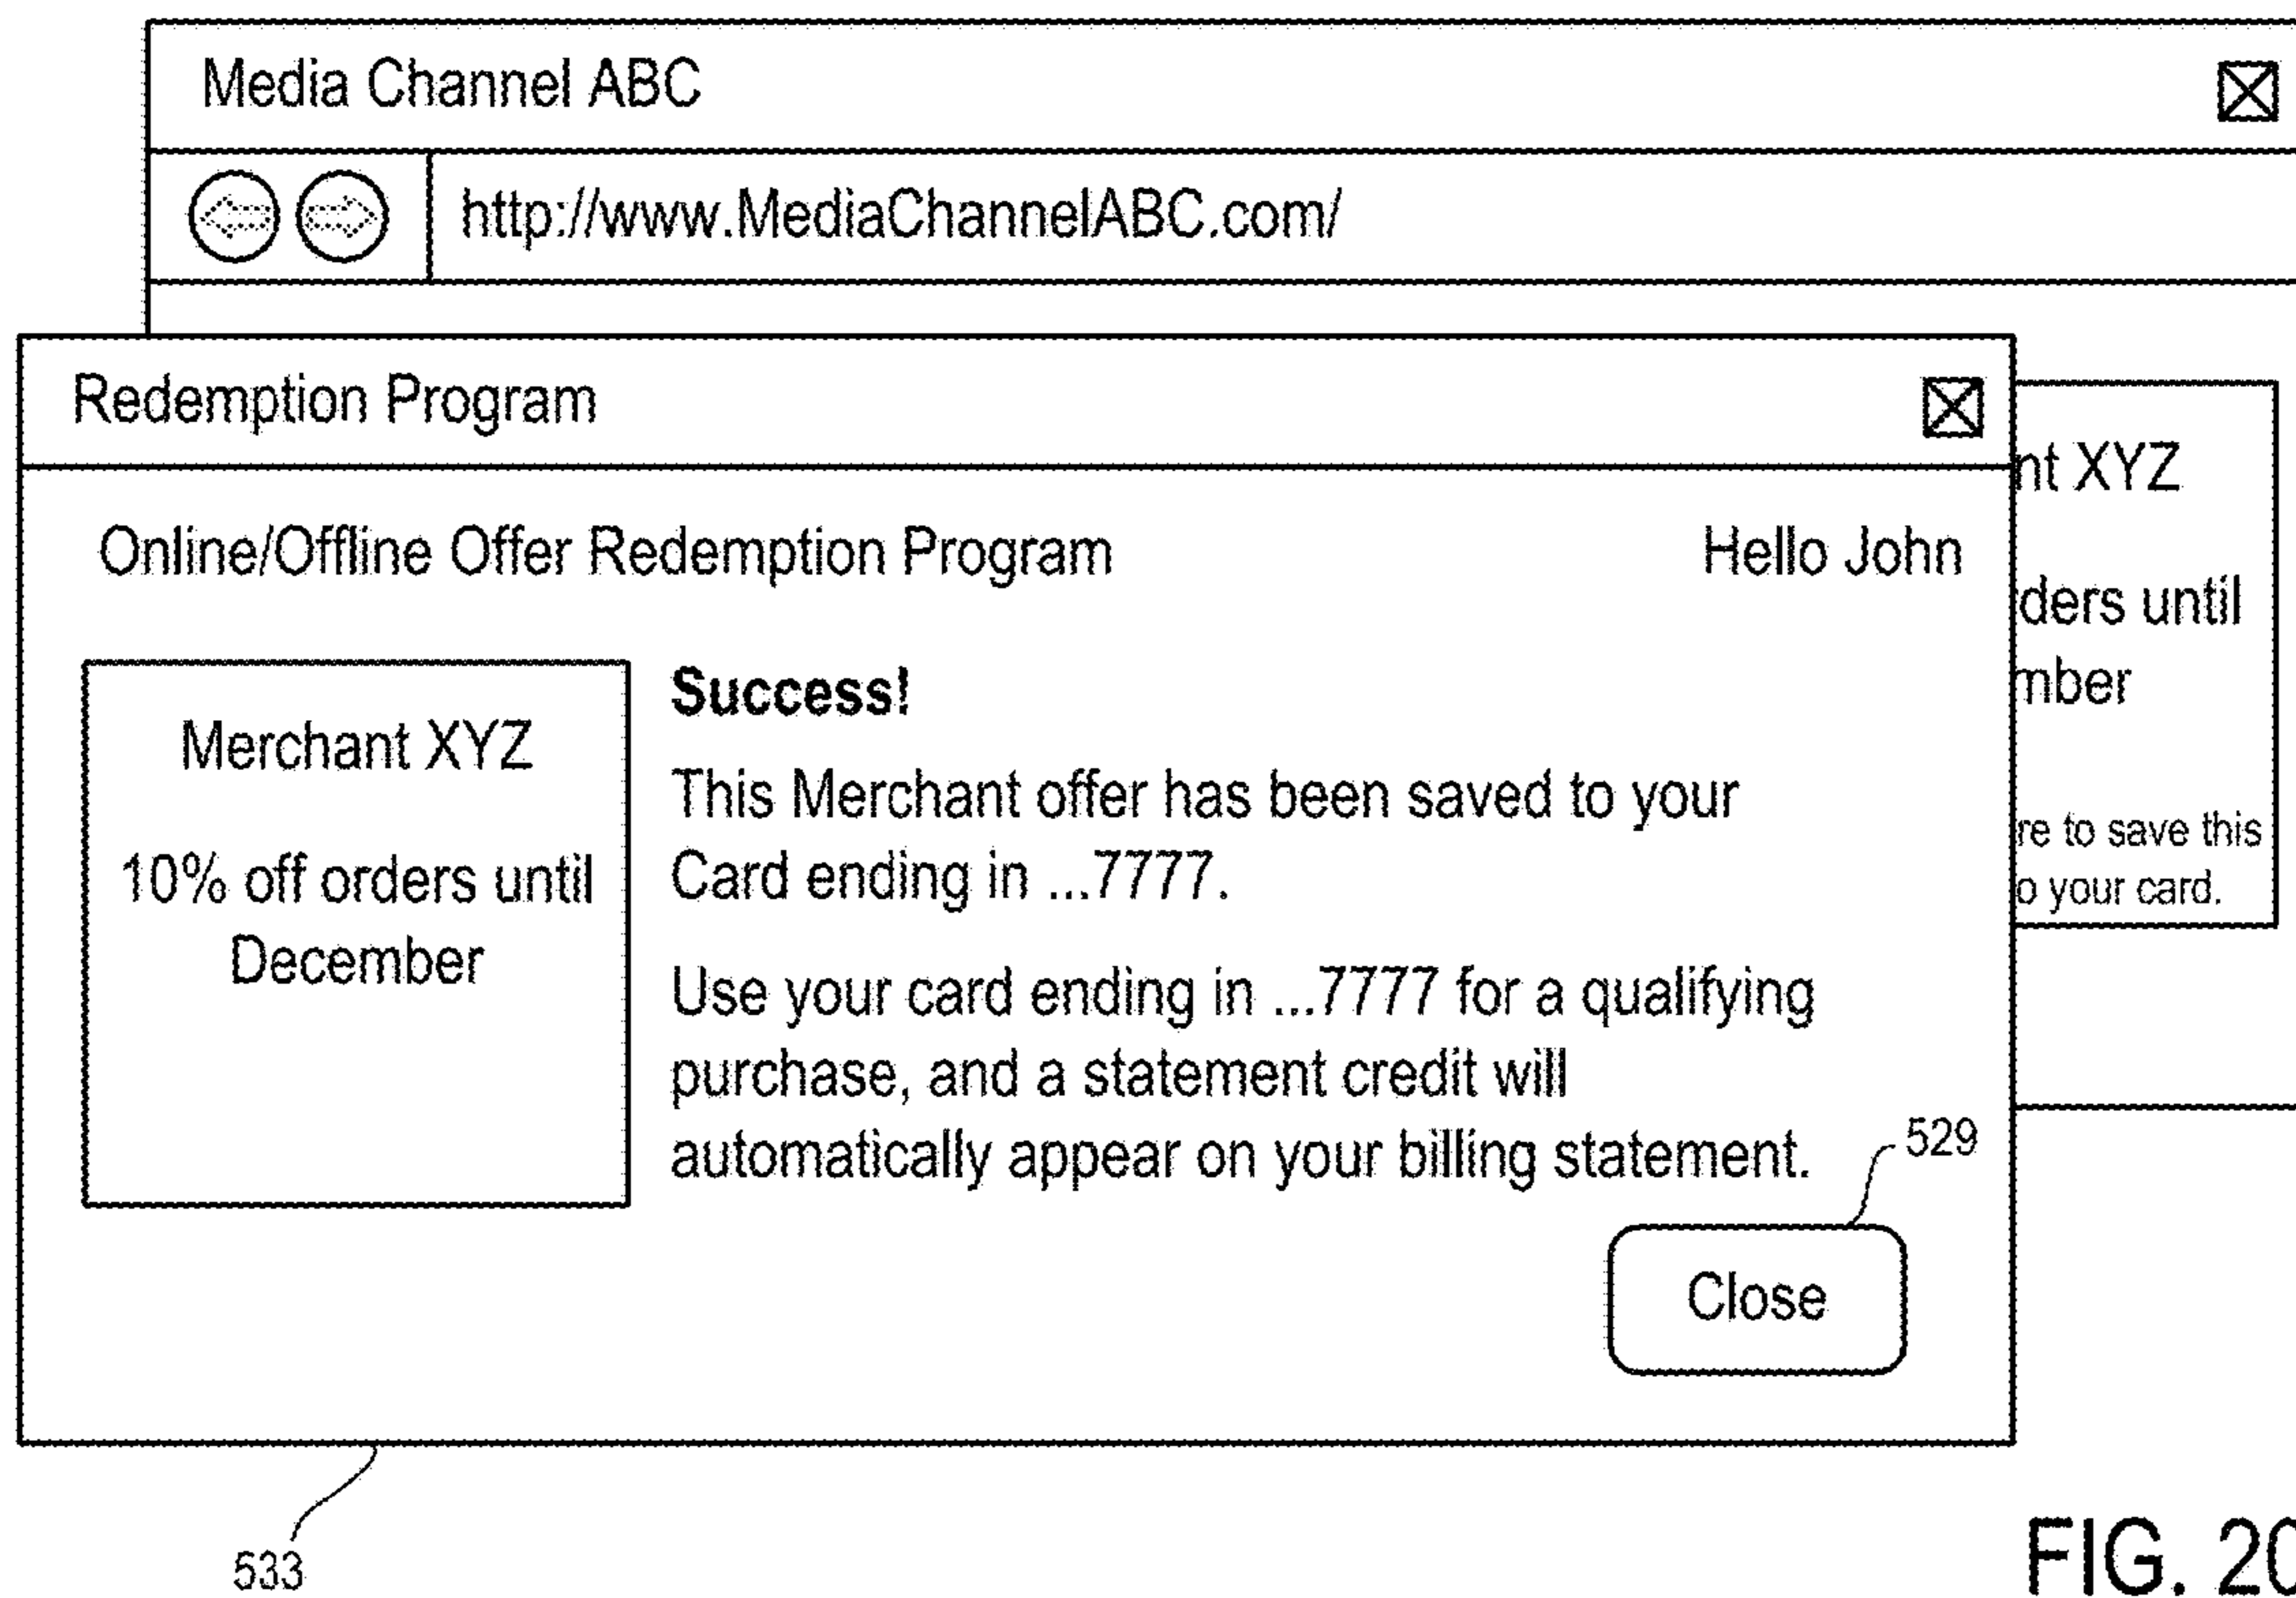 Media Channel ABC
http://www.MediaChannelABC.com/
Redemption Program
Online/Offline Offer Redemption Program
Hello John
Merchant XYZ
10% off orders until
December
Success!
This Merchant offer has been saved to your
Card ending in ...7777.
Use your card ending in ...7777 for a qualifying
purchase, and a statement credit will
automatically appear on your billing statement.
529
Close
nt XYZ
ders until
mber
re to save this
o your card.
533
FIG. 20